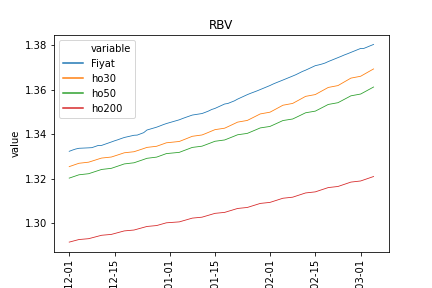 RBV
variable
Fiyat
ho30
ho50
ho200
value
1.38
1.36
1.34
1.32
1.30
12-01
12-15
01-01
01-15
02-01
02-15
03-01